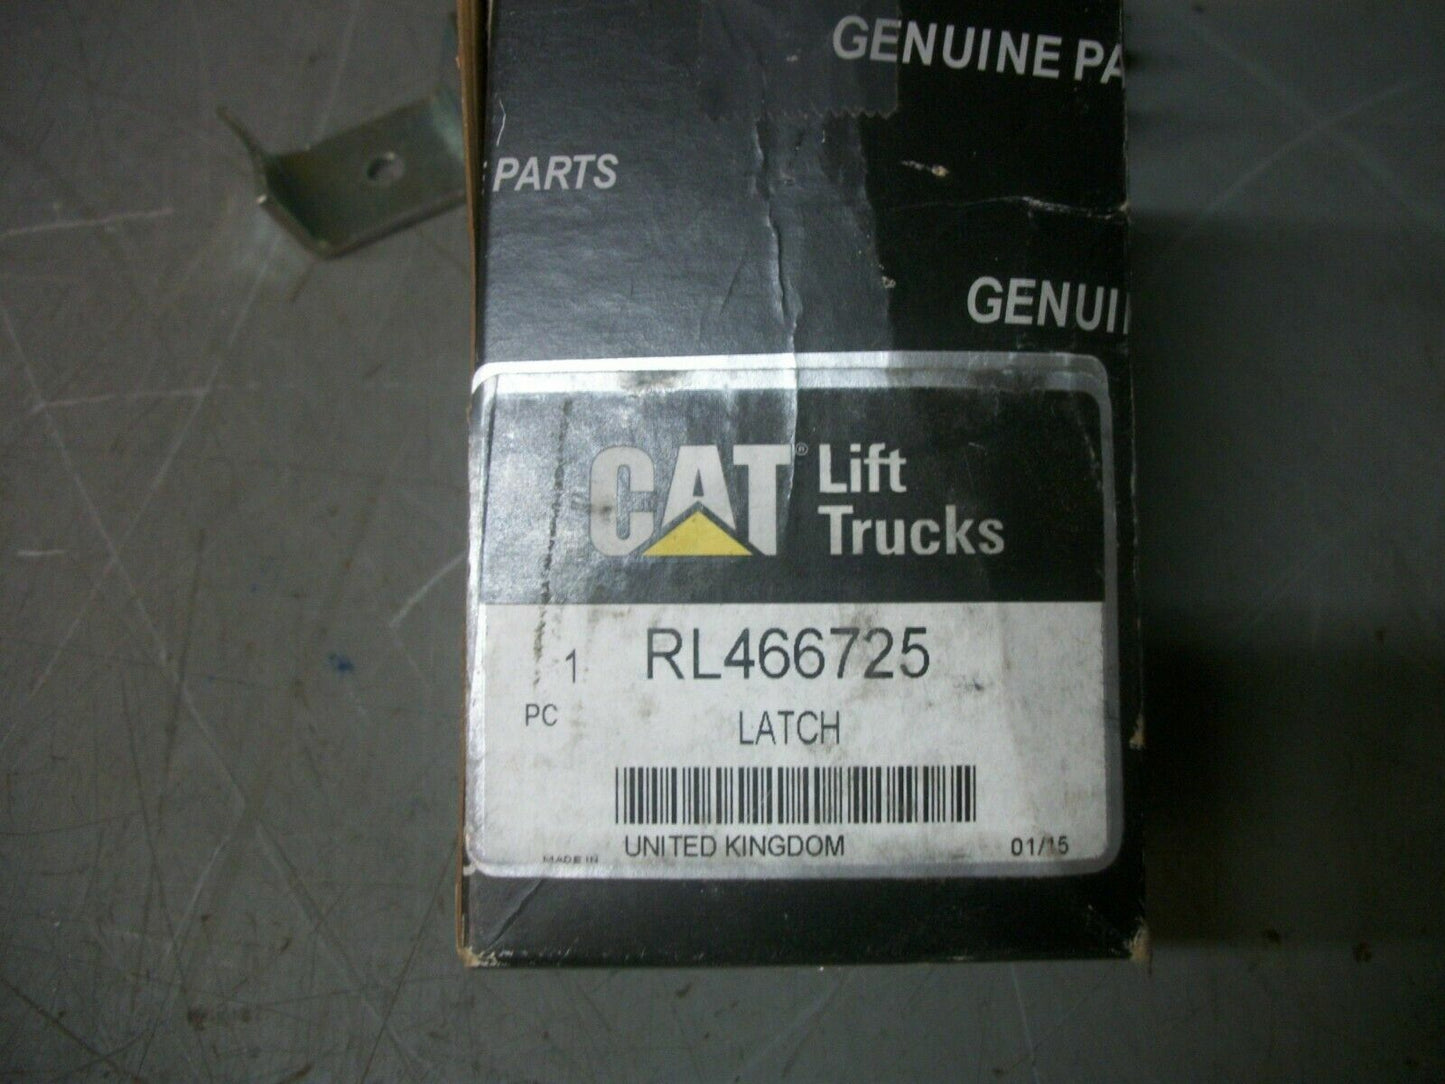 GENUINE PA
PARTS
GENUI
CAT® Lift
Trucks
1 RL466725
PC LATCH
MADE IN UNITED KINGDOM 01/15